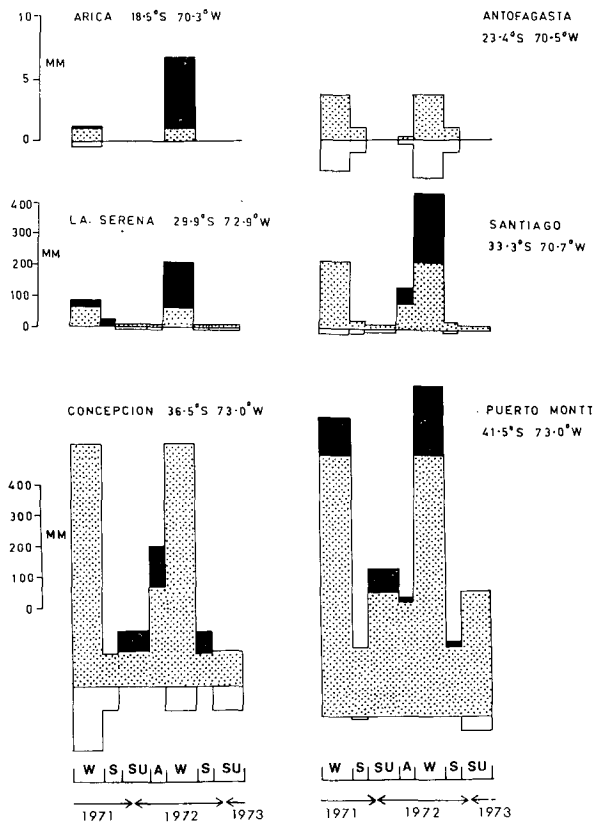 ARICA 18·5°S 70·3°W
10
MM
5
0
ANTOFAGASTA
23·4°S 70·5°W
LA. SERENA 29·9°S 72·9°W
400
300
MM
200
100
0
SANTIAGO
33·3°S 70·7°W
CONCEPCION 36·5°S 73·0°W
400
300
MM
200
100
0
PUERTO MONTT
41·5°S 73·0°W
W S SU A W S SU
1971 1972 1973
W S SU A W S SU
1971 1972 1973